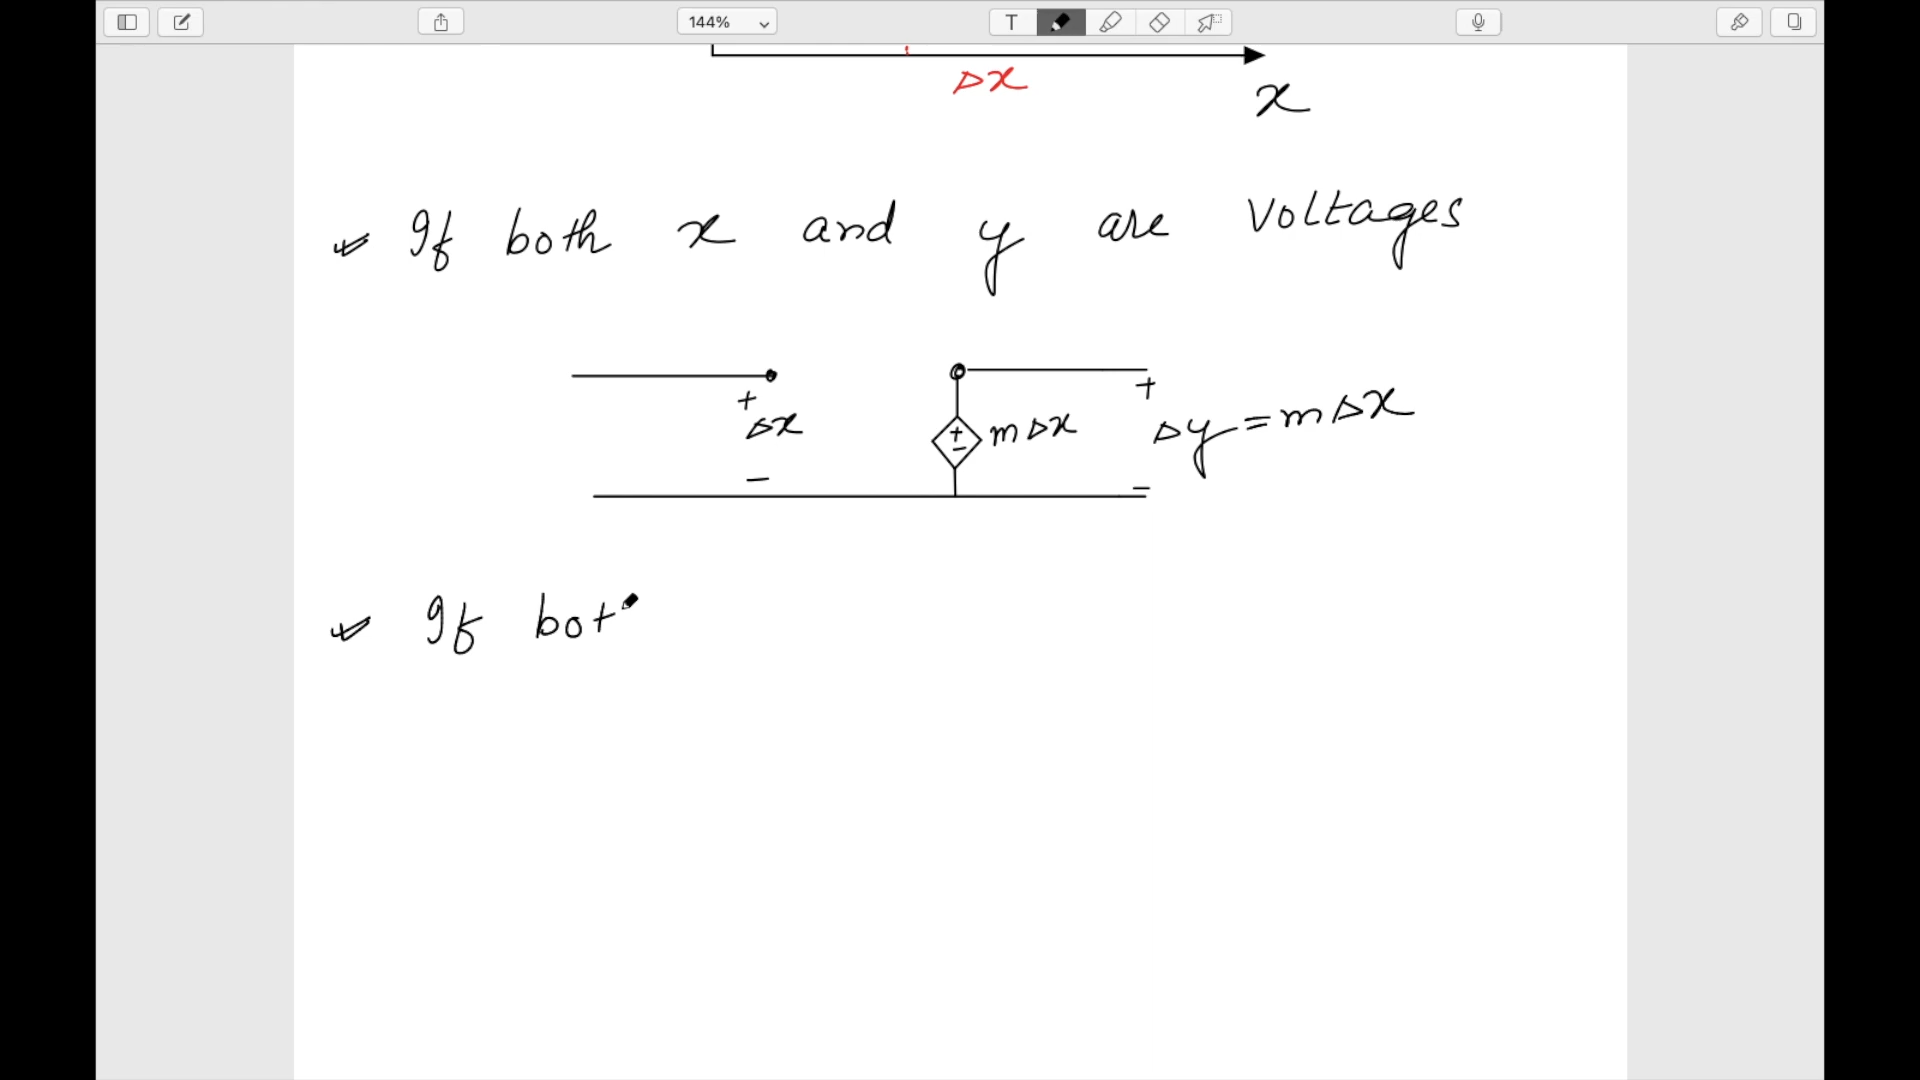 144%
T
Δx
x
If both x and y are voltages
+ +
Δx + mΔx Δy = mΔx
−
− −
If bot